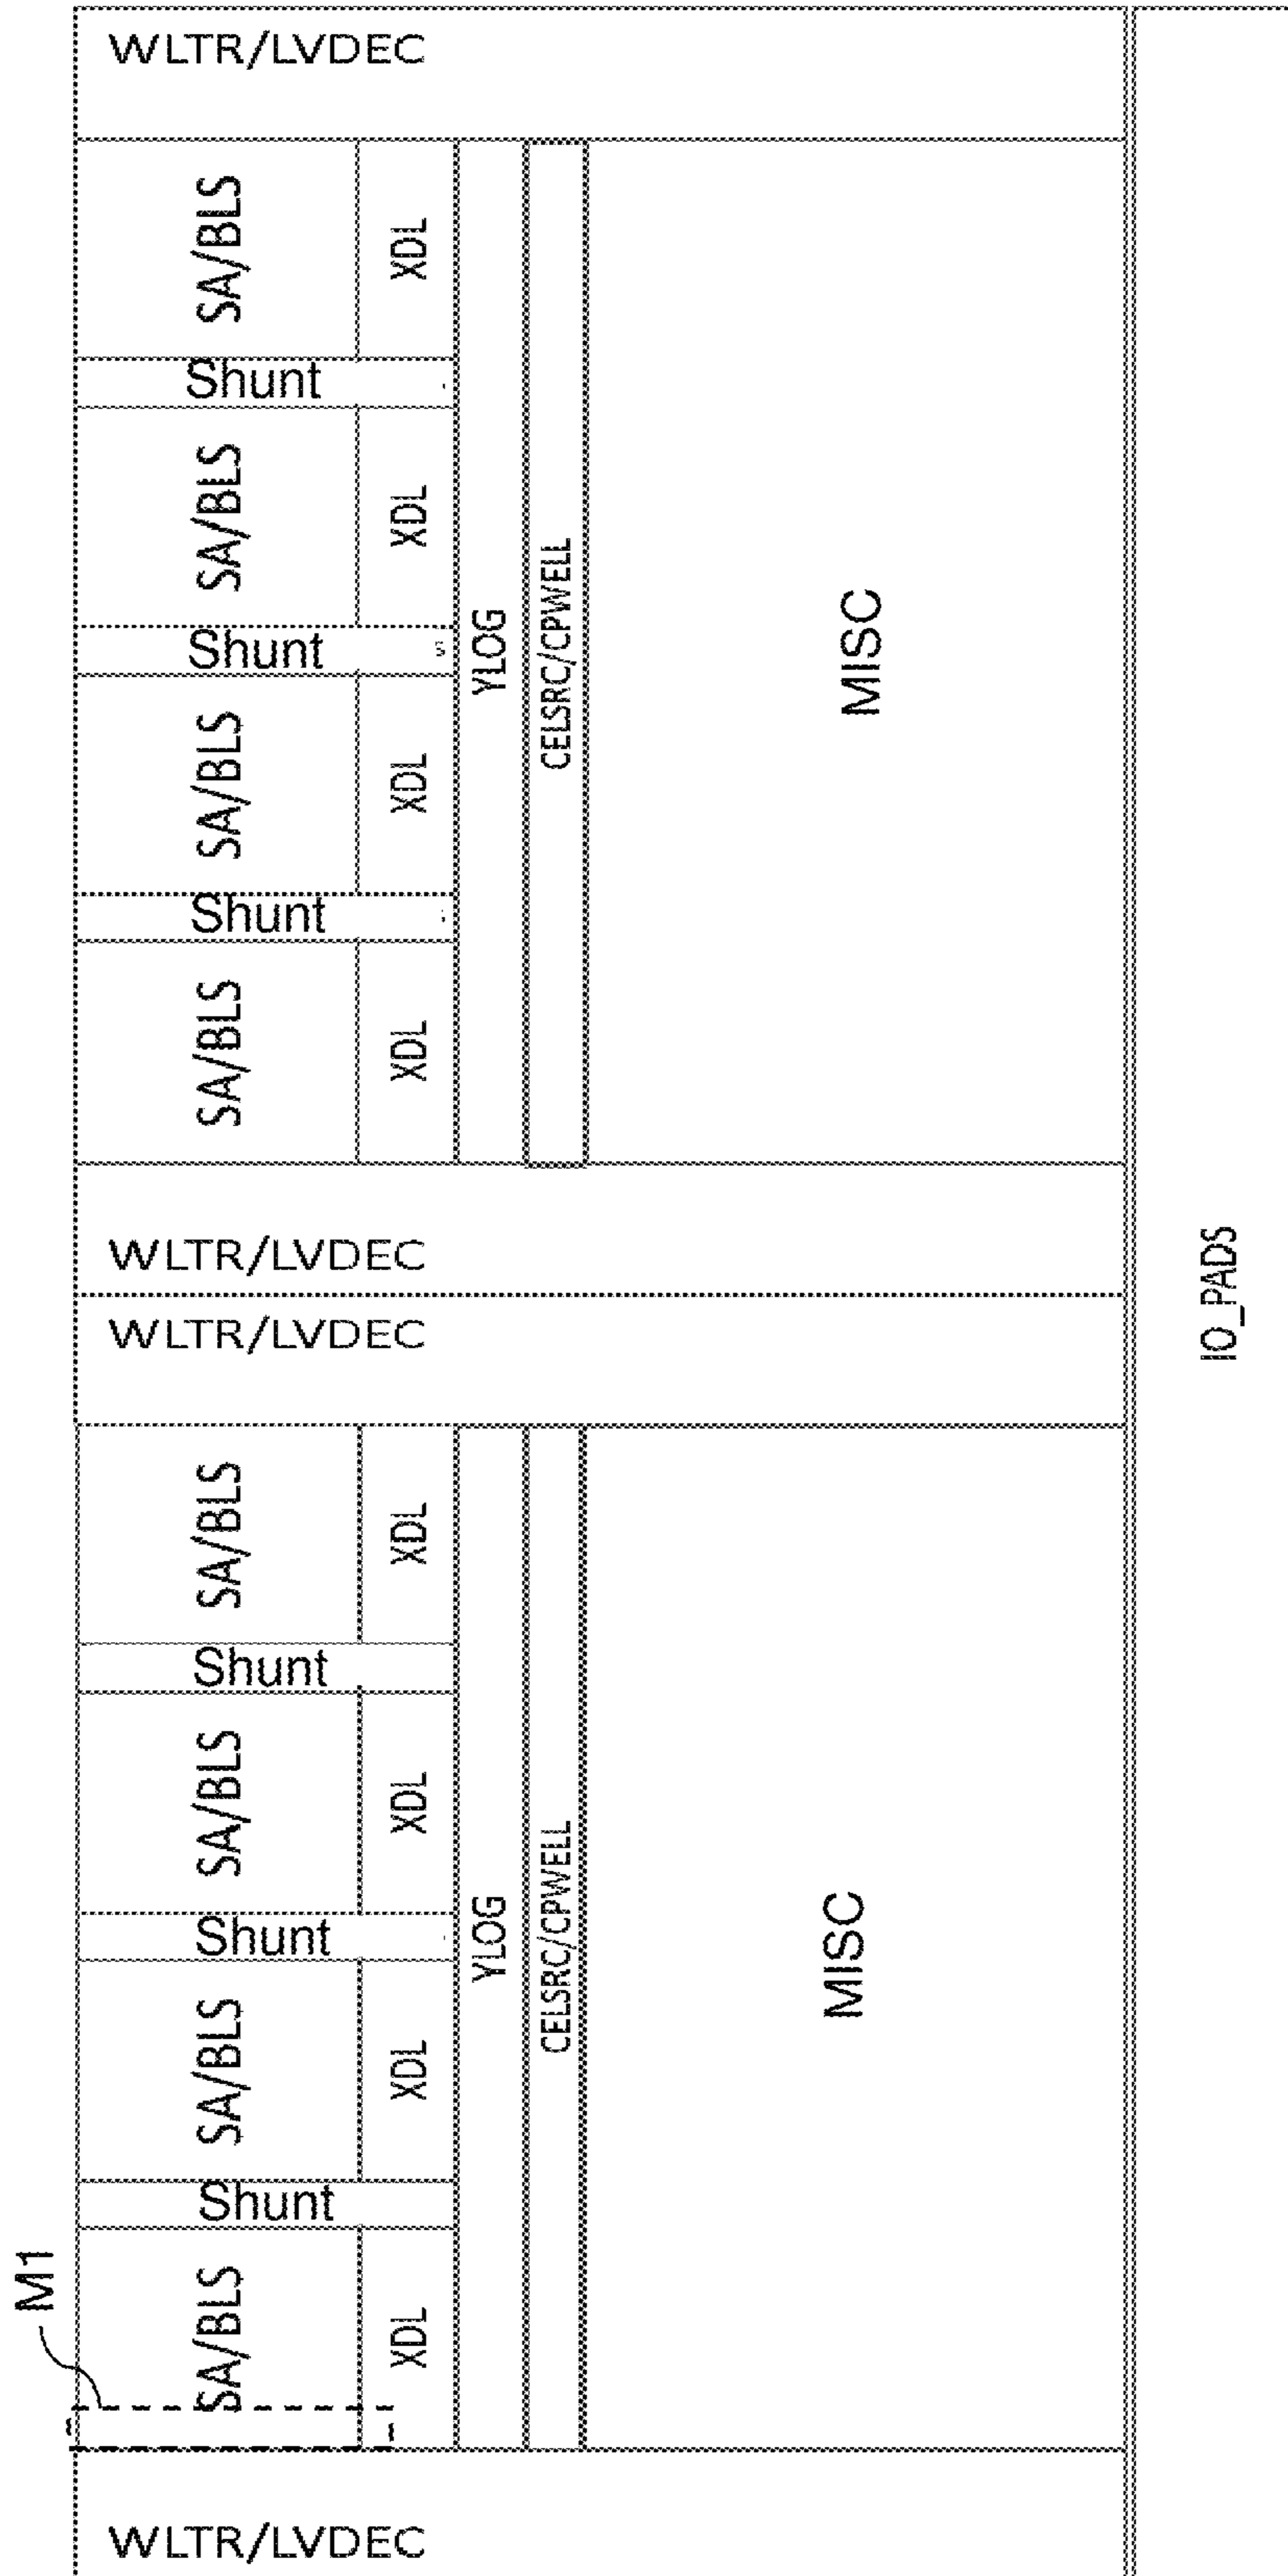 WLTR/LVDEC
SA/BLS
XDL
Shunt
SA/BLS
XDL
Shunt
SA/BLS
XDL
Shunt
SA/BLS
XDL
YLOG
CELSRC/CPWELL
MISC
WLTR/LVDEC
WLTR/LVDEC
IO_PADS
SA/BLS
XDL
Shunt
SA/BLS
XDL
Shunt
SA/BLS
XDL
Shunt
SA/BLS
XDL
YLOG
CELSRC/CPWELL
MISC
M1
WLTR/LVDEC